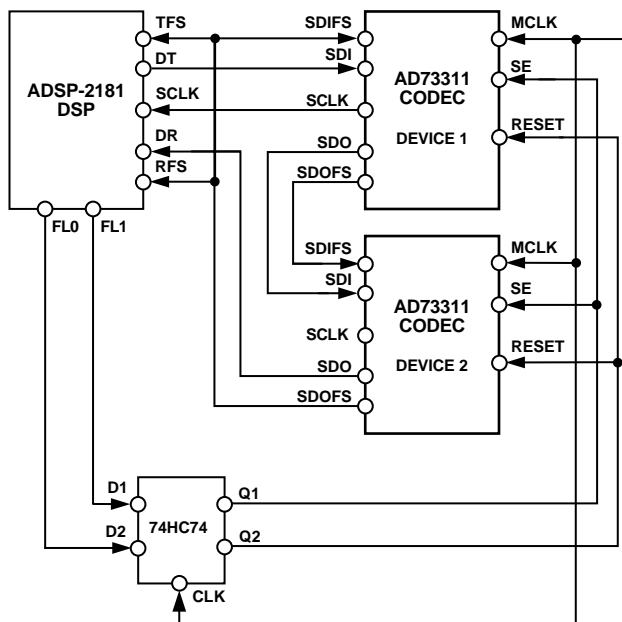 TFS
DT
SCLK
DR
RFS
ADSP-2181
DSP
FL0
FL1
SDIFS
SDI
SCLK
SDO
SDOFS
AD73311
CODEC
DEVICE 1
MCLK
SE
RESET
SDIFS
SDI
SCLK
SDO
SDOFS
AD73311
CODEC
DEVICE 2
MCLK
SE
RESET
D1
D2
74HC74
Q1
Q2
CLK